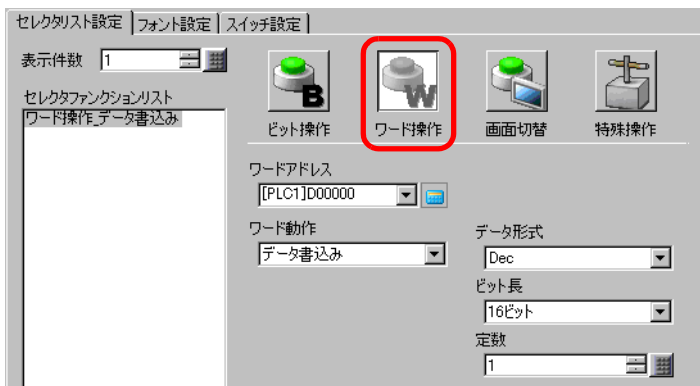 セレクタリスト設定 フォント設定 スイッチ設定
表示件数 1
セレクタファンクションリスト
ワード操作_データ書込み
B W
ビット操作 ワード操作 画面切替 特殊操作
ワードアドレス
[PLC1]D00000
ワード動作
データ書込み
データ形式
Dec
ビット長
16ビット
定数
1